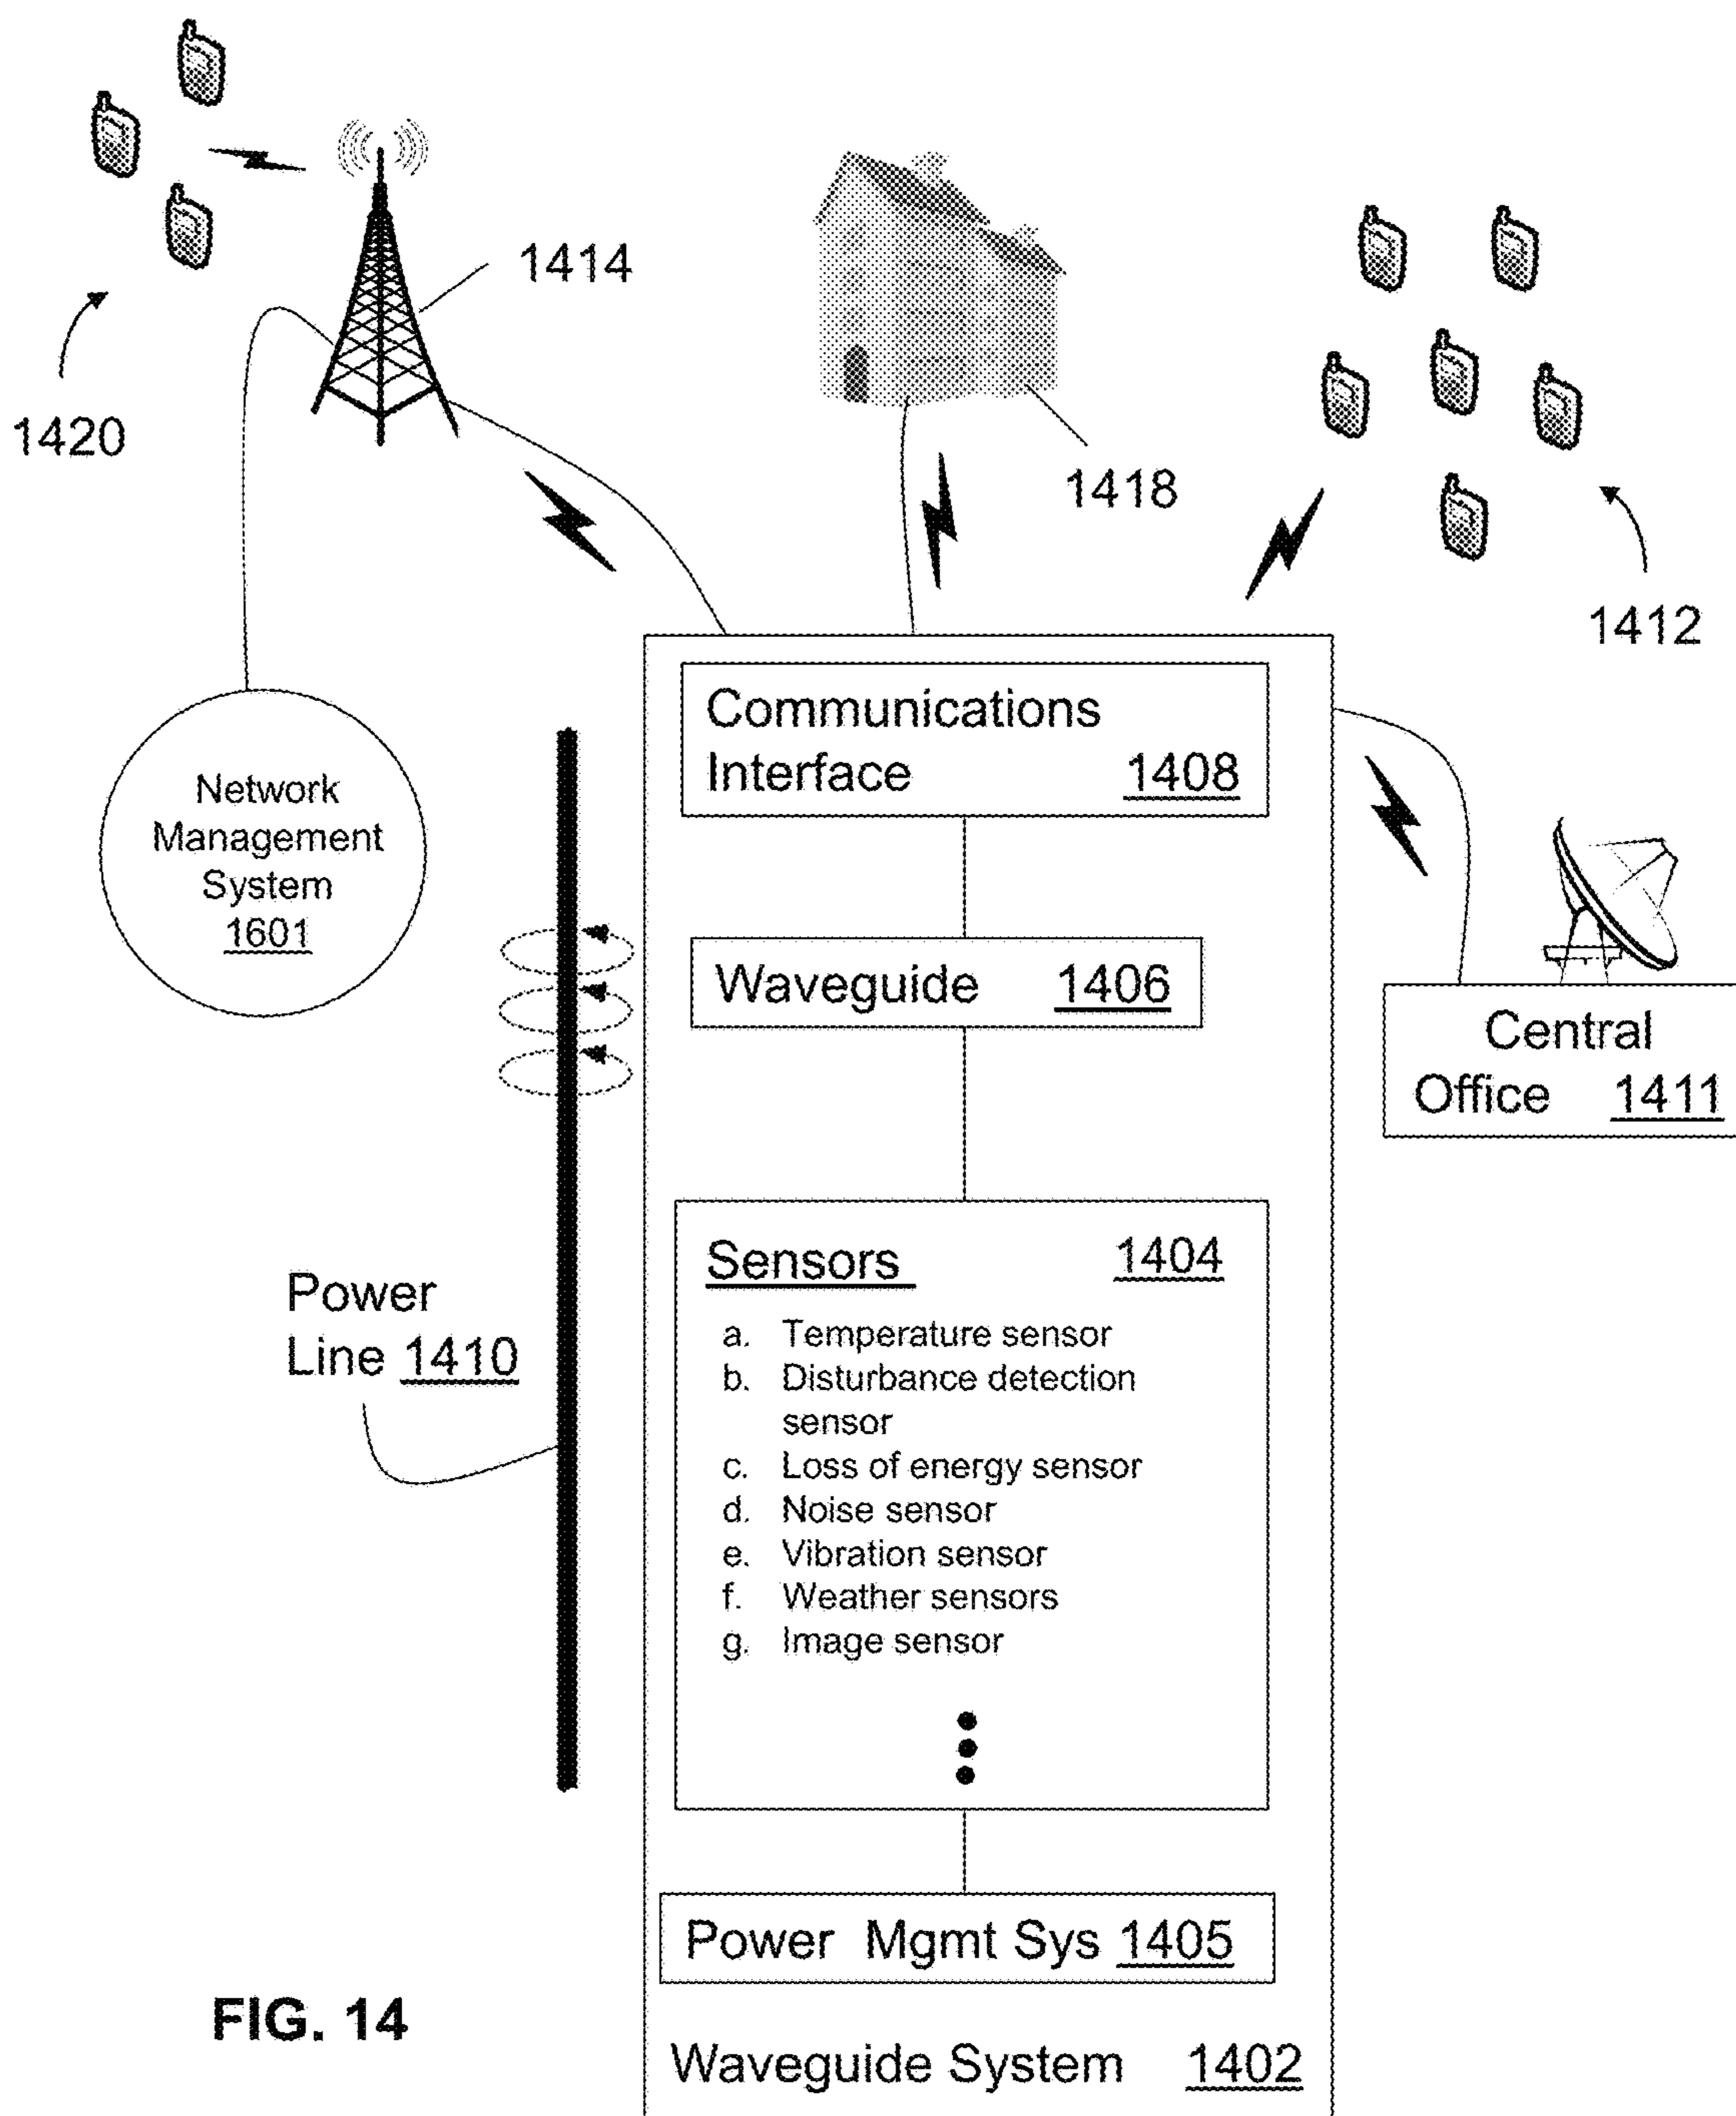 1414
1420
1418
1412
Communications
Interface 1408
Network
Management
System
1601
Waveguide 1406
Central
Office 1411
Sensors 1404
Power
Line 1410
a. Temperature sensor
b. Disturbance detection
sensor
c. Loss of energy sensor
d. Noise sensor
e. Vibration sensor
f. Weather sensors
g. Image sensor
Power Mgmt Sys 1405
FIG. 14
Waveguide System 1402